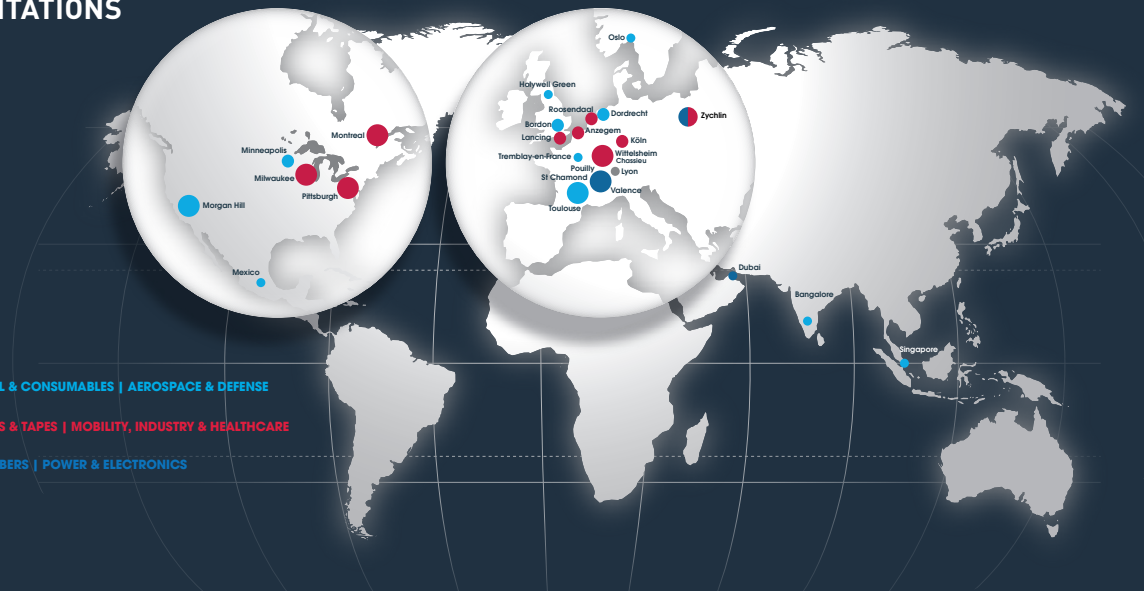 ITATIONS
Oslo
Holywell Green
Roosendaal
Dordrecht
Zychlin
Bordon
Anzegem
Lancing
Köln
Tremblay-en-France
Wittelsheim
Chassieu
Pouilly
Lyon
St Chamond
Valence
Toulouse
Montreal
Minneapolis
Milwaukee
Pittsburgh
Morgan Hill
Mexico
Dubai
Bangalore
Singapore
L & CONSUMABLES | AEROSPACE & DEFENSE
S & TAPES | MOBILITY, INDUSTRY & HEALTHCARE
BERS | POWER & ELECTRONICS